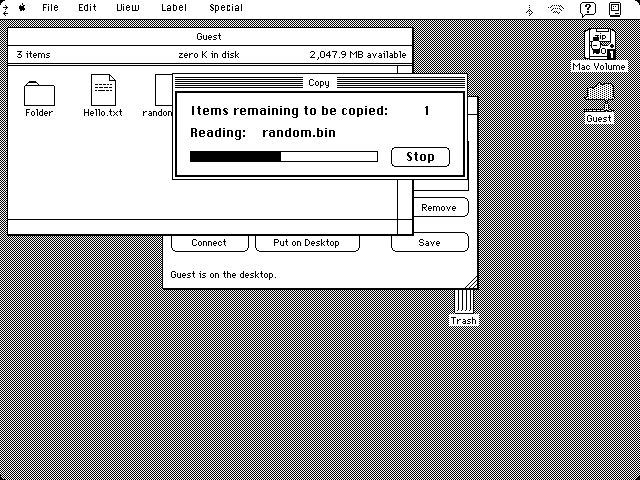 File Edit View Label Special
Guest
3 items zero K in disk 2,047.9 MB available
Folder
Hello.txt
random
Copy
Items remaining to be copied: 1
Reading: random.bin
Stop
Remove
Connect
Put on Desktop
Save
Guest is on the desktop.
Mac Volume
Guest
Trash